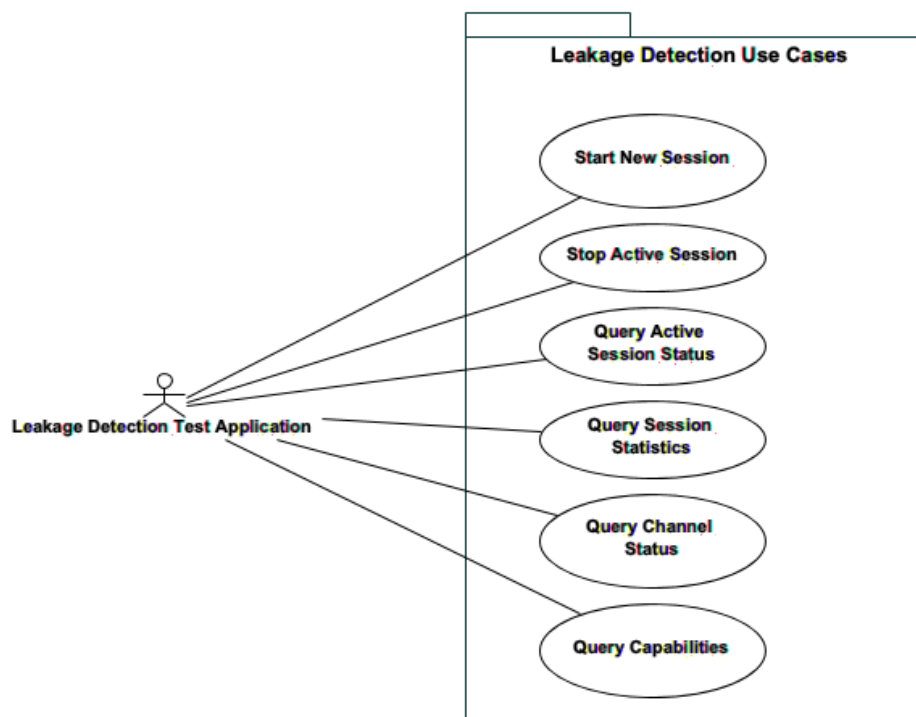 Leakage Detection Use Cases
Start New Session
Stop Active Session
Query Active
Session Status
Leakage Detection Test Application
Query Session
Statistics
Query Channel
Status
Query Capabilities